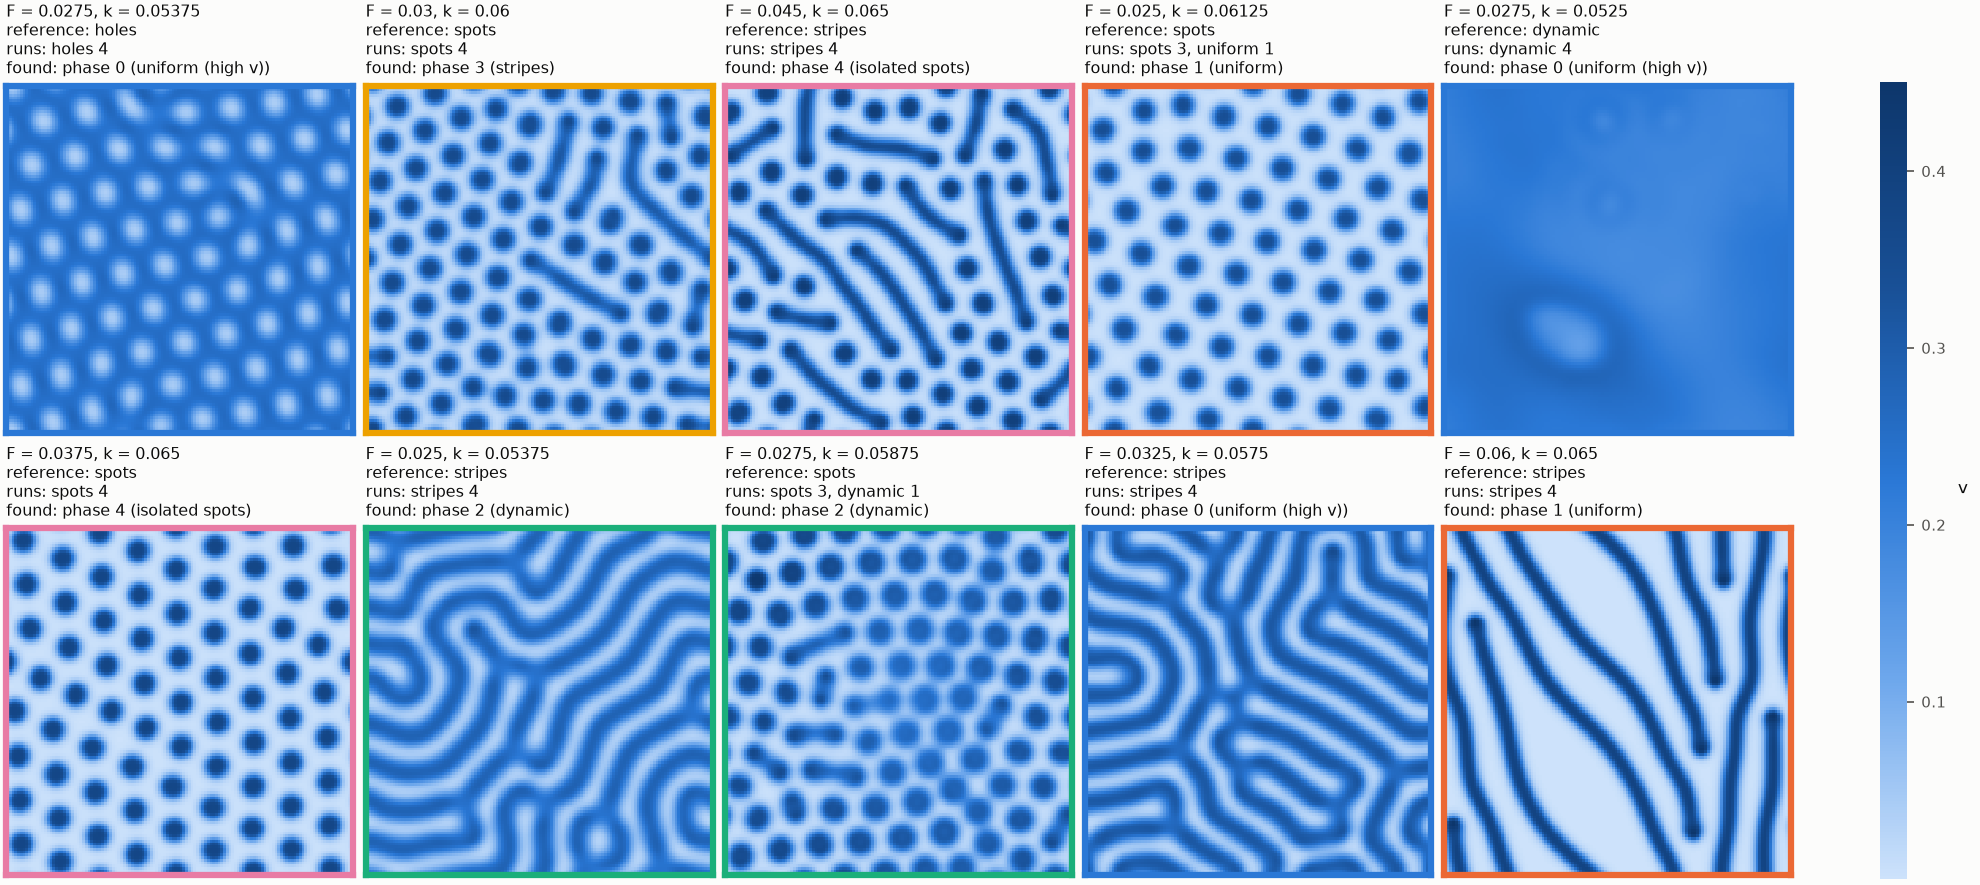 F = 0.0275, k = 0.05375
reference: holes
runs: holes 4
found: phase 0 (uniform (high v))
F = 0.03, k = 0.06
reference: spots
runs: spots 4
found: phase 3 (stripes)
F = 0.045, k = 0.065
reference: stripes
runs: stripes 4
found: phase 4 (isolated spots)
F = 0.025, k = 0.06125
reference: spots
runs: spots 3, uniform 1
found: phase 1 (uniform)
F = 0.0275, k = 0.0525
reference: dynamic
runs: dynamic 4
found: phase 0 (uniform (high v))
F = 0.0375, k = 0.065
reference: spots
runs: spots 4
found: phase 4 (isolated spots)
F = 0.025, k = 0.05375
reference: stripes
runs: stripes 4
found: phase 2 (dynamic)
F = 0.0275, k = 0.05875
reference: spots
runs: spots 3, dynamic 1
found: phase 2 (dynamic)
F = 0.0325, k = 0.0575
reference: stripes
runs: stripes 4
found: phase 0 (uniform (high v))
F = 0.06, k = 0.065
reference: stripes
runs: stripes 4
found: phase 1 (uniform)
0.4
0.3
0.2
0.1
v